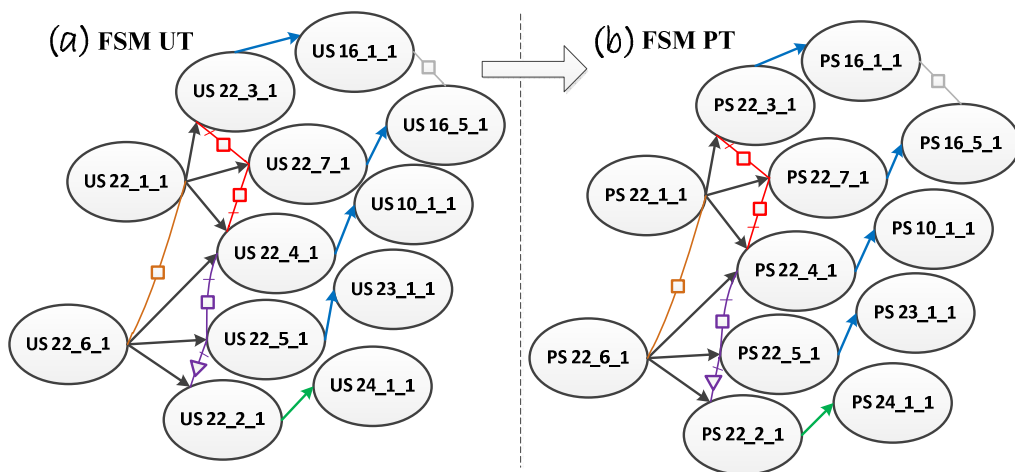 (a) FSM UT
US 16_1_1
US 22_3_1
US 16_5_1
US 22_7_1
US 22_1_1
US 10_1_1
US 22_4_1
US 23_1_1
US 22_5_1
US 22_6_1
US 24_1_1
US 22_2_1
(b) FSM PT
PS 16_1_1
PS 22_3_1
PS 16_5_1
PS 22_7_1
PS 22_1_1
PS 10_1_1
PS 22_4_1
PS 23_1_1
PS 22_5_1
PS 22_6_1
PS 24_1_1
PS 22_2_1